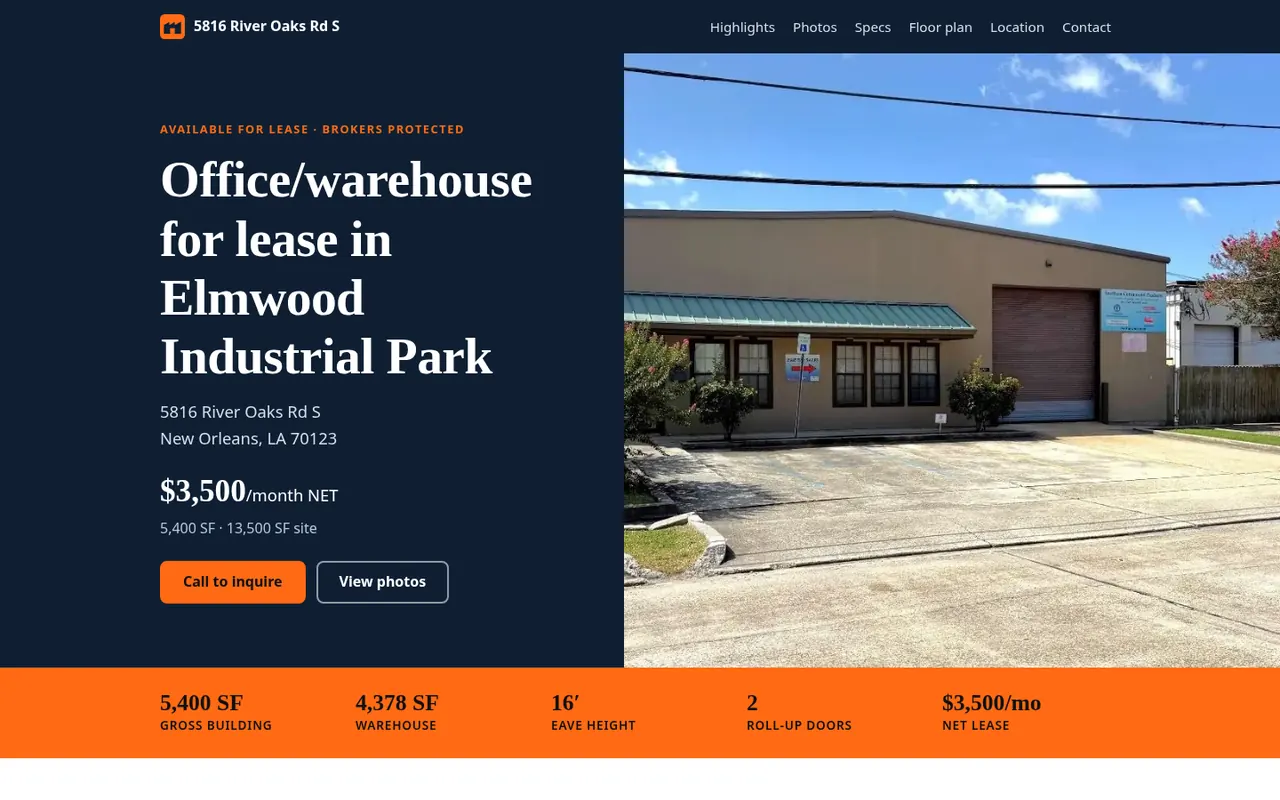 5816 River Oaks Rd S
Highlights Photos Specs Floor plan Location Contact
AVAILABLE FOR LEASE · BROKERS PROTECTED
Office/warehouse
for lease in
Elmwood
Industrial Park
5816 River Oaks Rd S
New Orleans, LA 70123
$3,500/month NET
5,400 SF · 13,500 SF site
Call to inquire
View photos
5,400 SF
GROSS BUILDING
4,378 SF
WAREHOUSE
16′
EAVE HEIGHT
2
ROLL-UP DOORS
$3,500/mo
NET LEASE